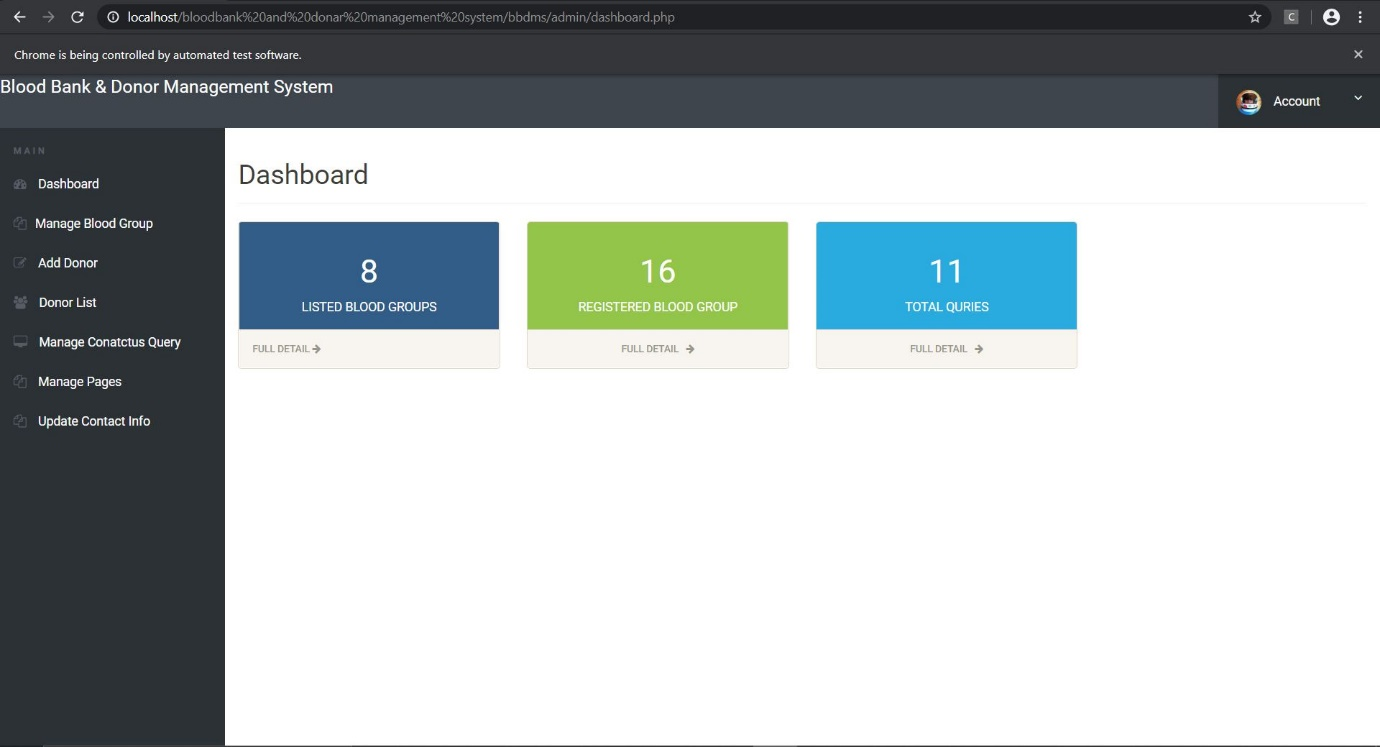 localhost/bloodbank%20and%20donar%20management%20system/bbdms/admin/dashboard.php
C
Chrome is being controlled by automated test software.
Blood Bank & Donor Management System
Account
MAIN
Dashboard
Manage Blood Group
Add Donor
Donor List
Manage Conatctus Query
Manage Pages
Update Contact Info
Dashboard
8
LISTED BLOOD GROUPS
FULL DETAIL
16
REGISTERED BLOOD GROUP
FULL DETAIL
11
TOTAL QURIES
FULL DETAIL